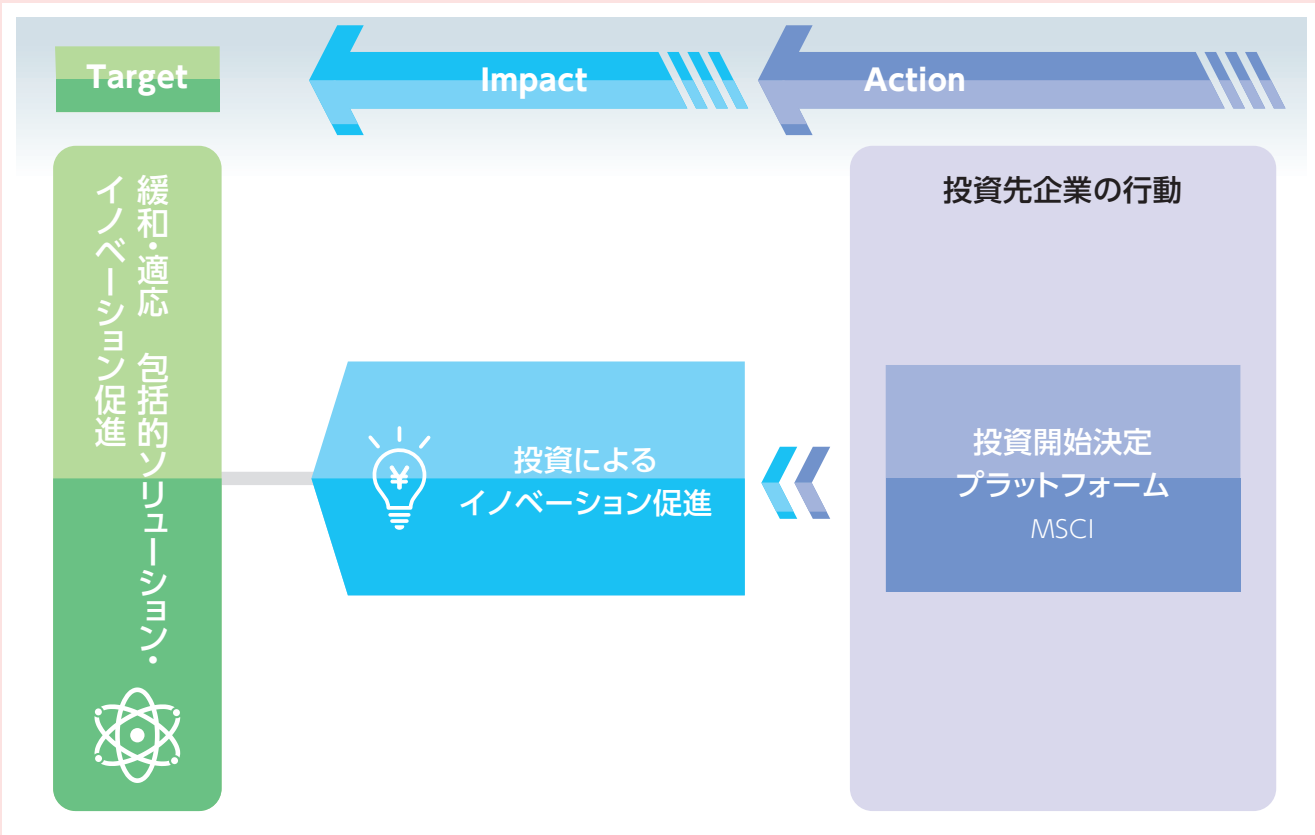 Target
Impact
Action
緩和・適応　包括的ソリューション・
イノベーション促進
投資による
イノベーション促進
投資先企業の行動
投資開始決定
プラットフォーム
MSCI